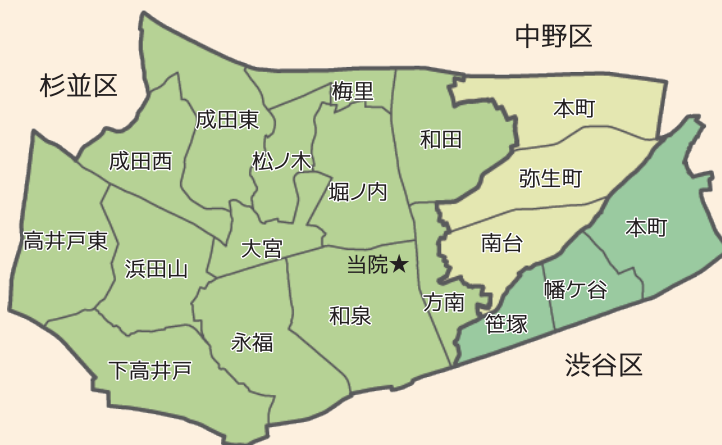 中野区
杉並区
梅里
本町
成田東
和田
松ノ木
成田西
弥生町
堀ノ内
本町
高井戸東
南台
大宮
浜田山
当院★
幡ケ谷
方南
和泉
笹塚
永福
渋谷区
下高井戸